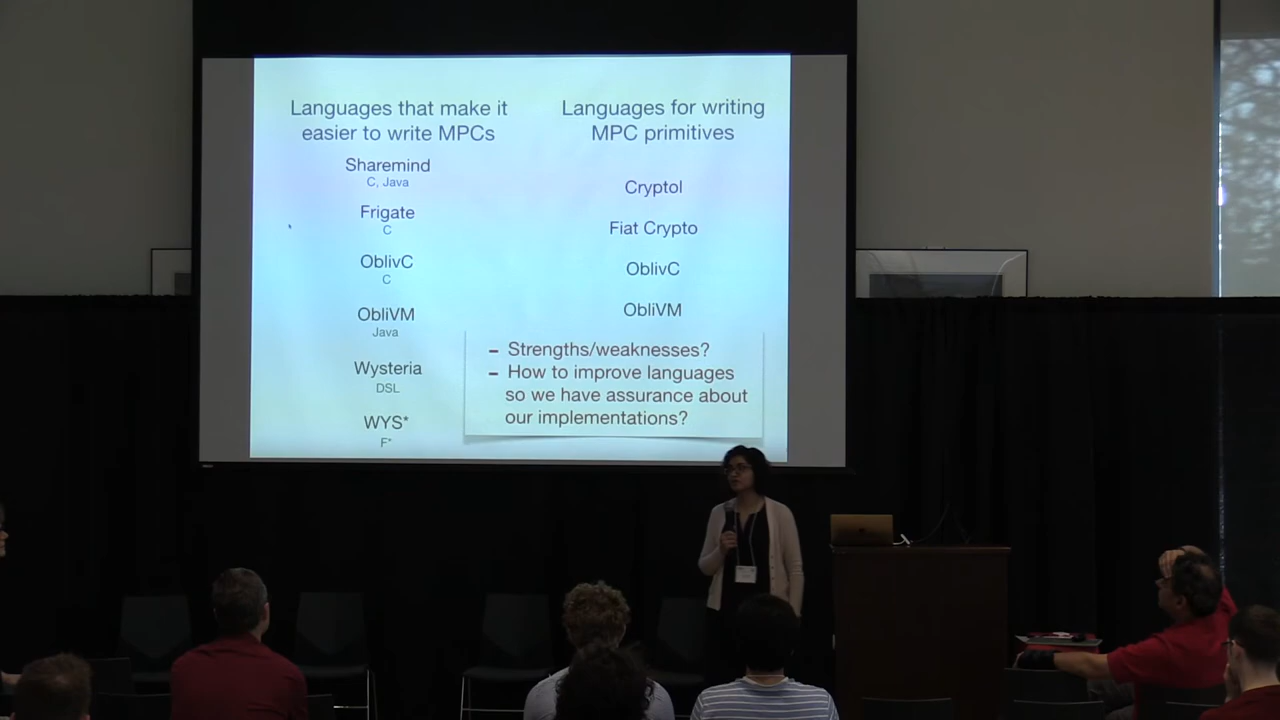 Languages that make it
easier to write MPCs
Sharemind
C, Java
Frigate
C
OblivC
C
ObliVM
Java
Wysteria
DSL
WYS*
F*
Languages for writing
MPC primitives
Cryptol
Fiat Crypto
OblivC
ObliVM
– Strengths/weaknesses?
– How to improve languages
so we have assurance about
our implementations?